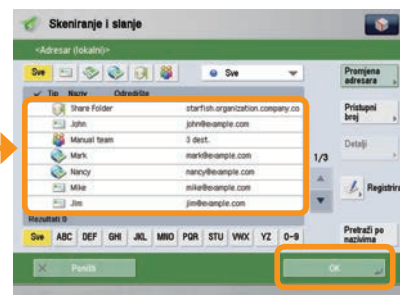 Skeniranje i slanje
<Adresar (lokalni)>
Sve Sve
Promjena adresara
Tip Naziv Odredište
Share Folder starfish.organization.company.co
John john@example.com
Manual team 3 dest.
Mark mark@example.com
Nancy nancy@example.com
Mike mike@example.com
Jim jim@example.com
Pristupni broj
Detalji
1/3
Registrira
Rezultati 0
Sve ABC DEF GHI JKL MNO PQR STU VWX YZ 0-9
Pretraži po nazivima
Poništi
OK